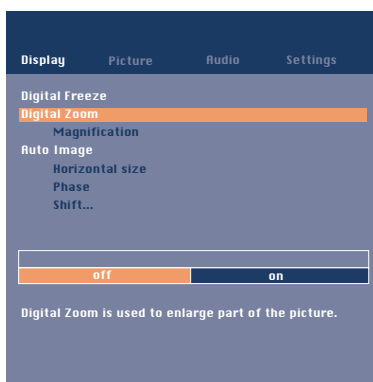 Display Picture Audio Settings
Digital Freeze
Digital Zoom
Magnification
Auto Image
Horizontal size
Phase
Shift...
off on
Digital Zoom is used to enlarge part of the picture.